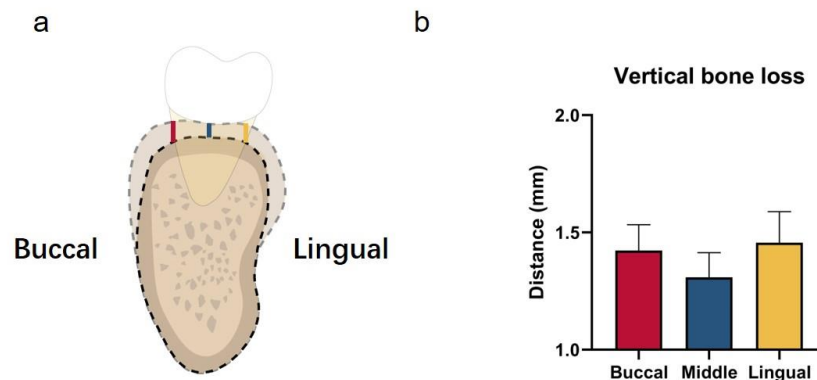 a
b
Buccal
Lingual
Vertical bone loss
Distance (mm)
2.0
1.5
1.0
Buccal Middle Lingual